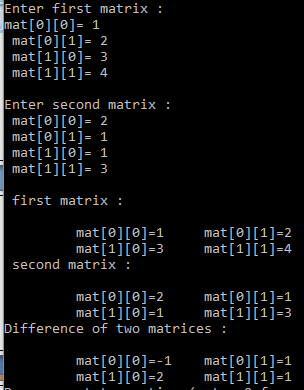 Enter first matrix :
mat[0][0]= 1
mat[0][1]= 2
mat[1][0]= 3
mat[1][1]= 4
Enter second matrix :
mat[0][0]= 2
mat[0][1]= 1
mat[1][0]= 1
mat[1][1]= 3
first matrix :
mat[0][0]=1 mat[0][1]=2
mat[1][0]=3 mat[1][1]=4
second matrix :
mat[0][0]=2 mat[0][1]=1
mat[1][0]=1 mat[1][1]=3
Difference of two matrices :
mat[0][0]=-1 mat[0][1]=1
mat[1][0]=2 mat[1][1]=1